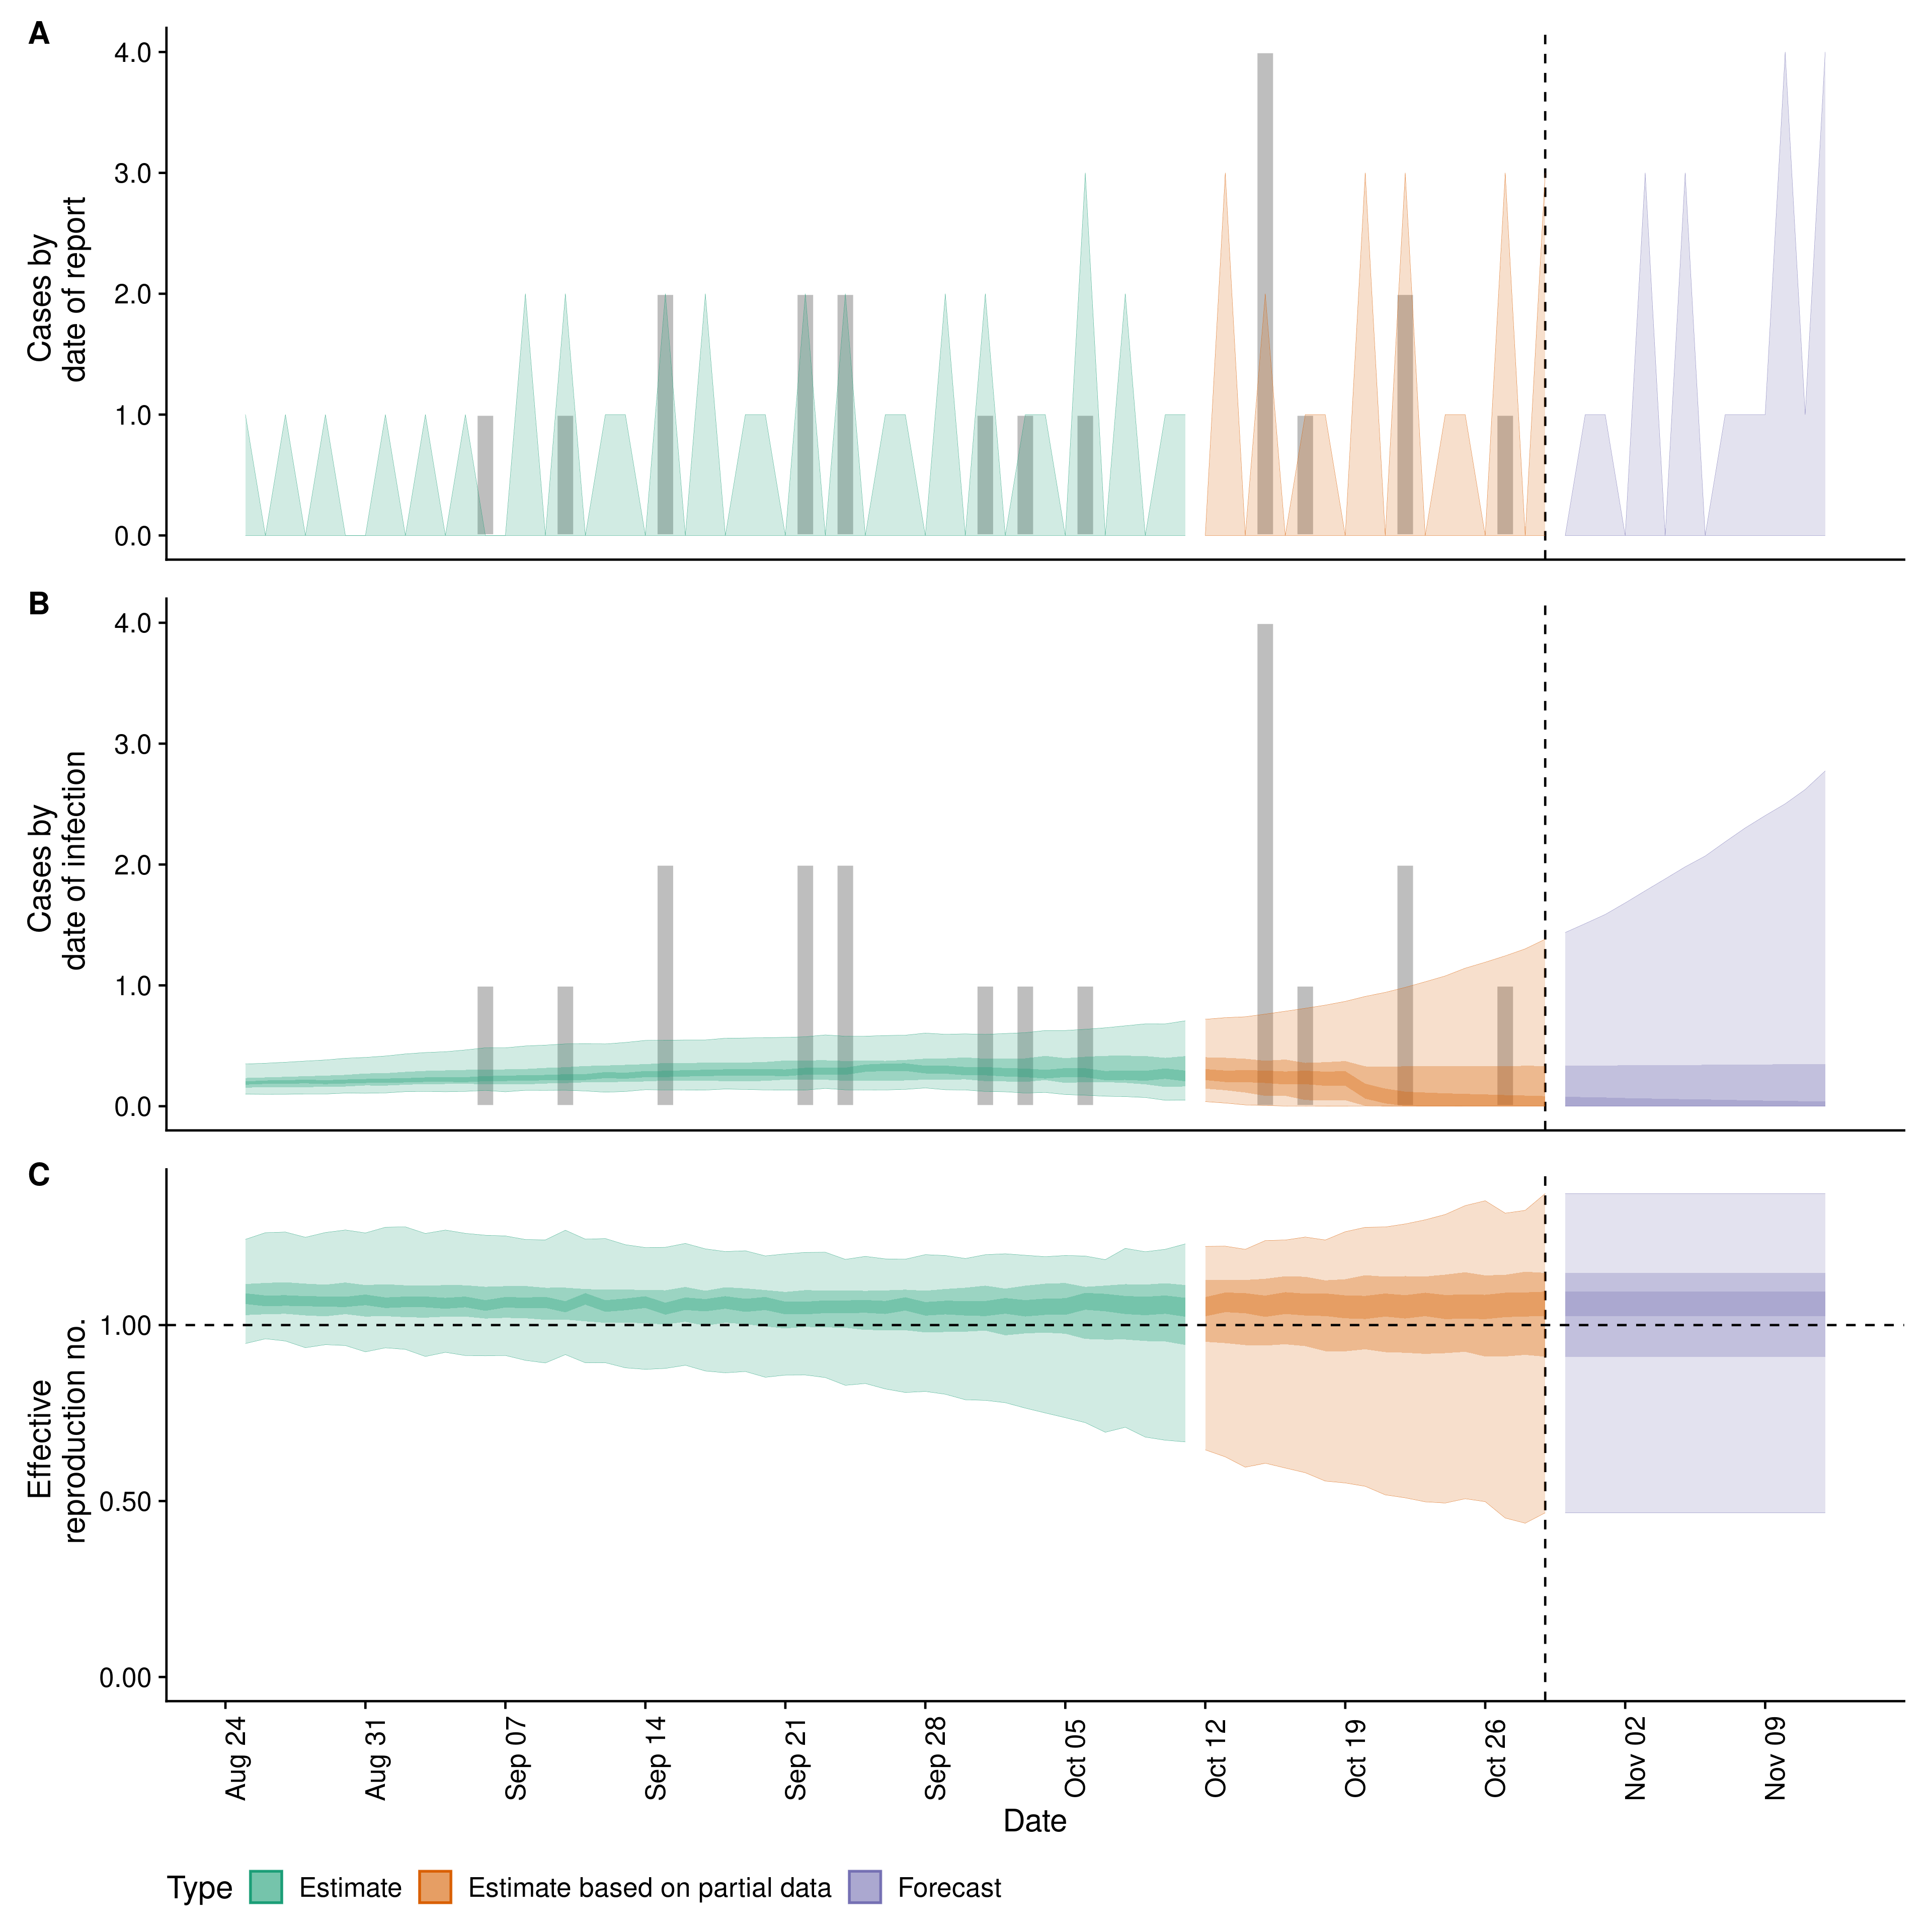 A
4.0
3.0
2.0
1.0
0.0
Cases by
date of report
B
4.0
3.0
2.0
1.0
0.0
Cases by
date of infection
C
1.00
0.50
0.00
Effective
reproduction no.
Aug 24
Aug 31
Sep 07
Sep 14
Sep 21
Sep 28
Oct 05
Oct 12
Oct 19
Oct 26
Nov 02
Nov 09
Date
Type Estimate Estimate based on partial data Forecast